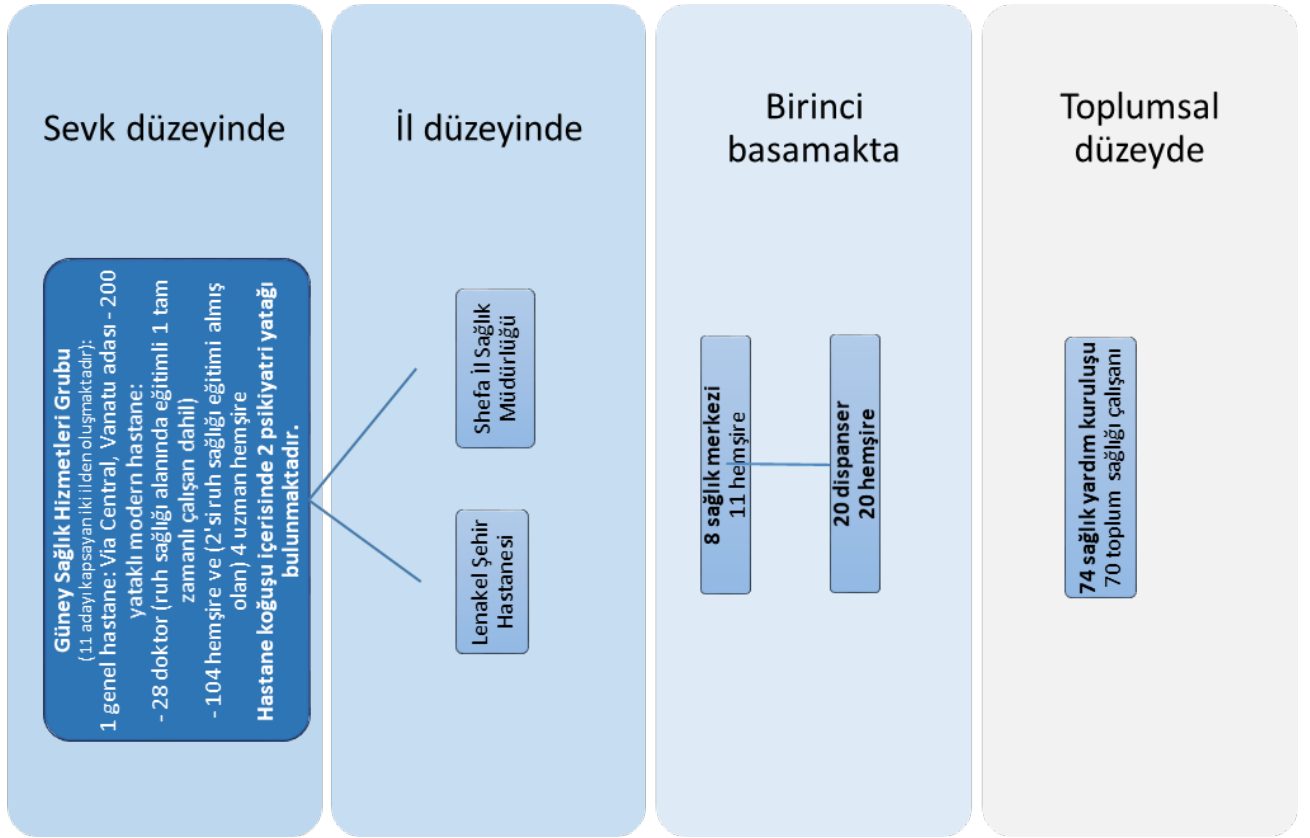 Sevk düzeyinde
Güney Sağlık Hizmetleri Grubu
(11 adayı kapsayan iki ilden oluşmaktadır):
1 genel hastane: Via Central, Vanatu adası - 200
yataklı modern hastane:
- 28 doktor (ruh sağlığı alanında eğitimli 1 tam
zamanlı çalışan dahil)
- 104 hemşire ve (2'si ruh sağlığı eğitimi almış
olan) 4 uzman hemşire
Hastane koğuşu içerisinde 2 psikiyatri yatağı
bulunmaktadır.
İl düzeyinde
Lenakel Şehir
Hastanesi
Shefa İl Sağlık
Müdürlüğü
Birinci
basamakta
8 sağlık merkezi
11 hemşire
20 dispanser
20 hemşire
Toplumsal
düzeyde
74 sağlık yardım kuruluşu
70 toplum sağlığı çalışanı